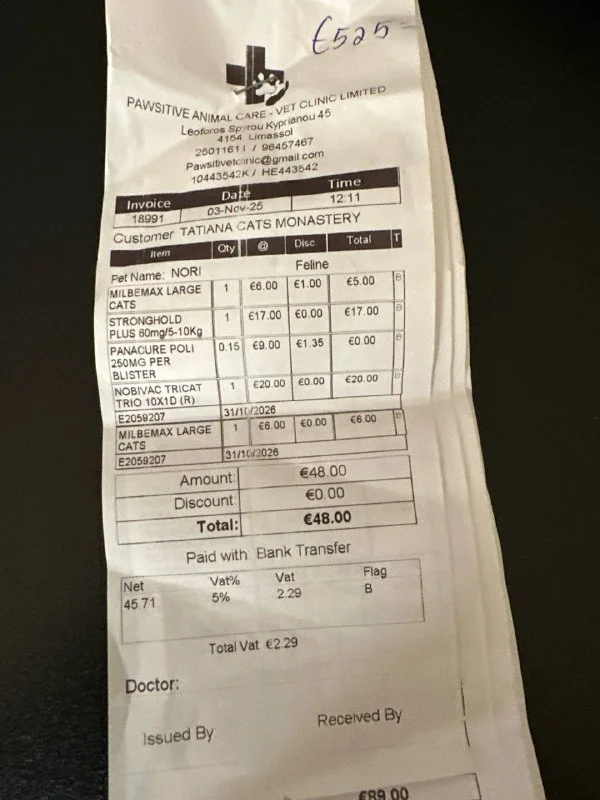 €525-
PAWSITIVE ANIMAL CARE - VET CLINIC LIMITED
Leoforos Spyrou Kyprianou 45
4154 Limassol
25011611 / 96457467
Pawsitivetclinic@gmail.com
10443542K / HE443542
Invoice Date Time
18991 03-Nov-25 12:11
Customer TATIANA CATS MONASTERY
Item Qty @ Disc Total T
Pet Name: NORI Feline
MILBEMAX LARGE CATS 1 €6.00 €1.00 €5.00 B
STRONGHOLD PLUS 60mg/5-10Kg 1 €17.00 €0.00 €17.00 B
PANACURE POLI 250MG PER BLISTER 0.15 €9.00 €1.35 €0.00 B
NOBIVAC TRICAT TRIO 10X1D (R) 1 €20.00 €0.00 €20.00 B
E2059207 31/10/2026
MILBEMAX LARGE CATS 1 €6.00 €0.00 €6.00 B
E2059207 31/10/2026
Amount: €48.00
Discount: €0.00
Total: €48.00
Paid with Bank Transfer
Net Vat% Vat Flag
45.71 5% 2.29 B
Total Vat €2.29
Doctor:
Issued By Received By
€89.00